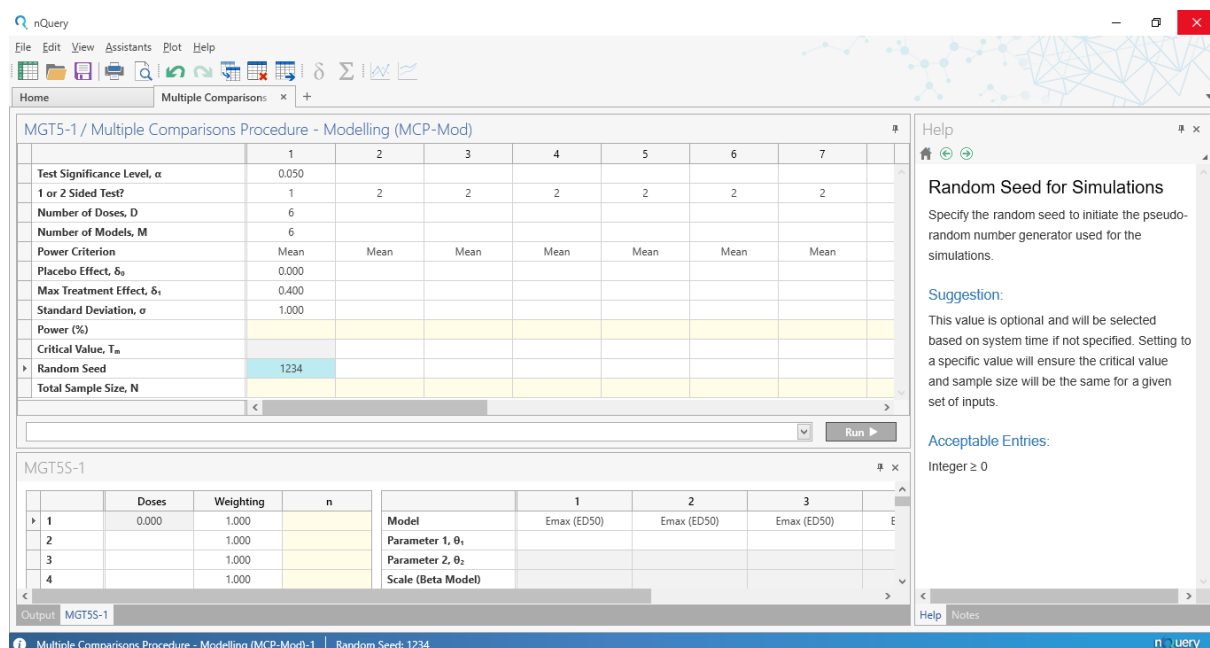 nQuery
File Edit View Assistants Plot Help
Home Multiple Comparisons × +
MGT5-1 / Multiple Comparisons Procedure - Modelling (MCP-Mod)
1 2 3 4 5 6 7
Test Significance Level, α 0.050
1 or 2 Sided Test? 1 2 2 2 2 2 2
Number of Doses, D 6
Number of Models, M 6
Power Criterion Mean Mean Mean Mean Mean Mean Mean
Placebo Effect, δ₀ 0.000
Max Treatment Effect, δ₁ 0.400
Standard Deviation, σ 1.000
Power (%)
Critical Value, Tₘ
Random Seed 1234
Total Sample Size, N
Run
MGT5S-1
Doses Weighting n
1 0.000 1.000
2 1.000
3 1.000
4 1.000
1 2 3
Model Emax (ED50) Emax (ED50) Emax (ED50) E
Parameter 1, θ₁
Parameter 2, θ₂
Scale (Beta Model)
Output MGT5S-1
Help
Random Seed for Simulations
Specify the random seed to initiate the pseudo-
random number generator used for the
simulations.
Suggestion:
This value is optional and will be selected
based on system time if not specified. Setting to
a specific value will ensure the critical value
and sample size will be the same for a given
set of inputs.
Acceptable Entries:
Integer ≥ 0
Help Notes
Multiple Comparisons Procedure - Modelling (MCP-Mod)-1 | Random Seed: 1234
nQuery